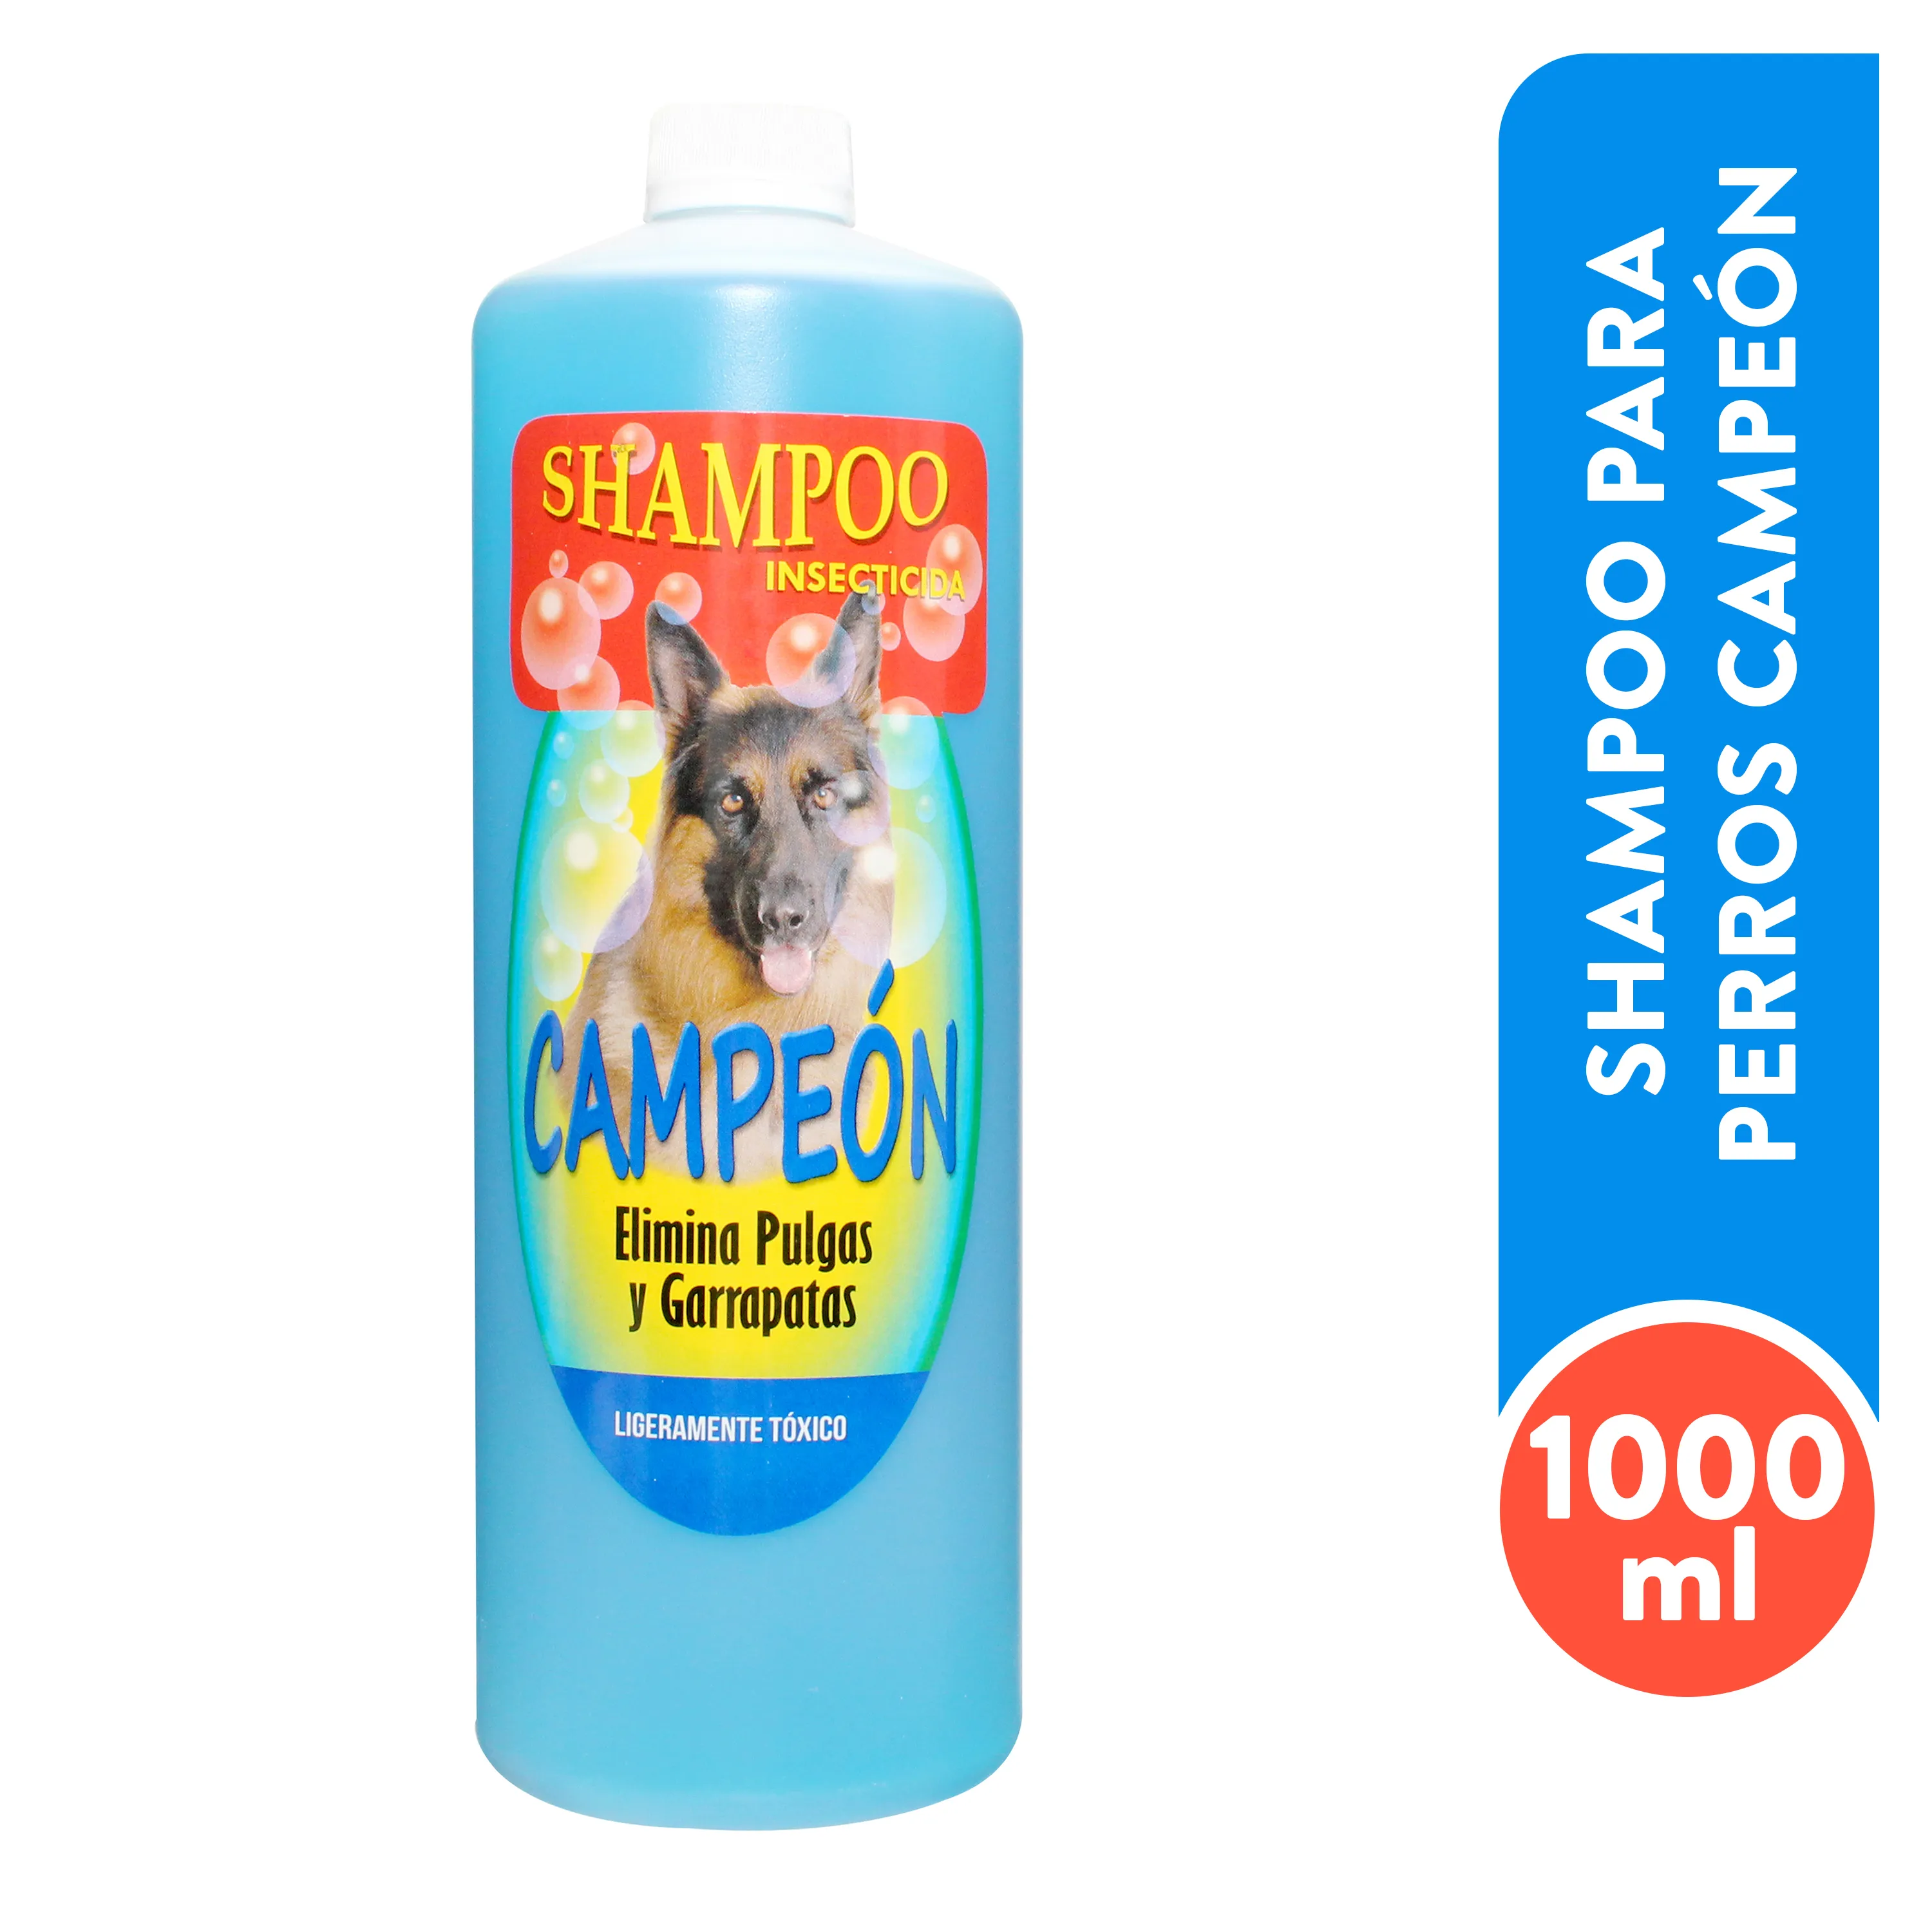 SHAMPOO
INSECTICIDA
CAMPEÓN
Elimina Pulgas
y Garrapatas
LIGERAMENTE TÓXICO
SHAMPOO PARA
PERROS CAMPEÓN
1000
ml